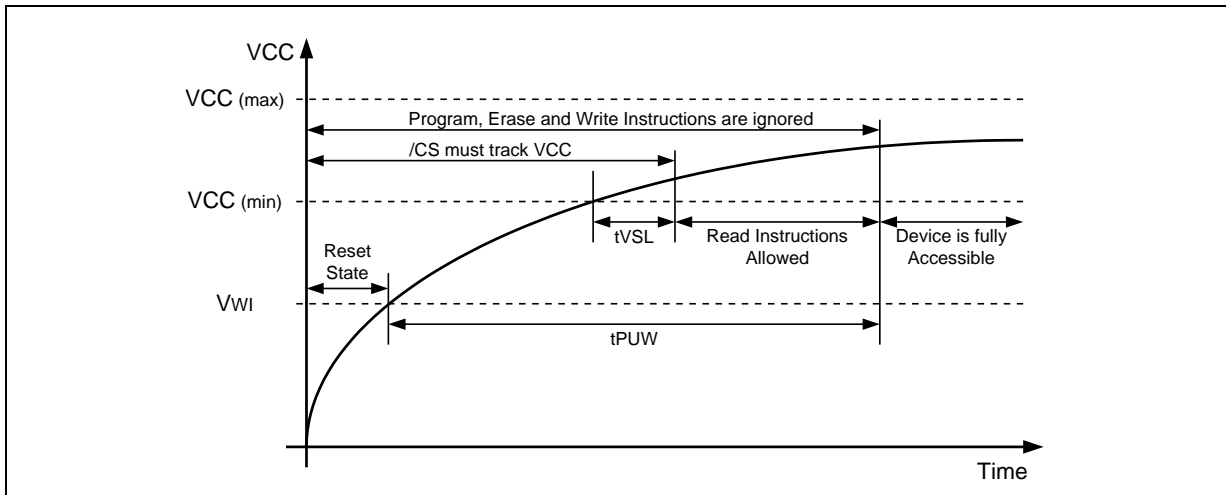 VCC
VCC (max)
Program, Erase and Write Instructions are ignored
/CS must track VCC
VCC (min)
tVSL
Read Instructions
Allowed
Device is fully
Accessible
Reset
State
VWI
tPUW
Time